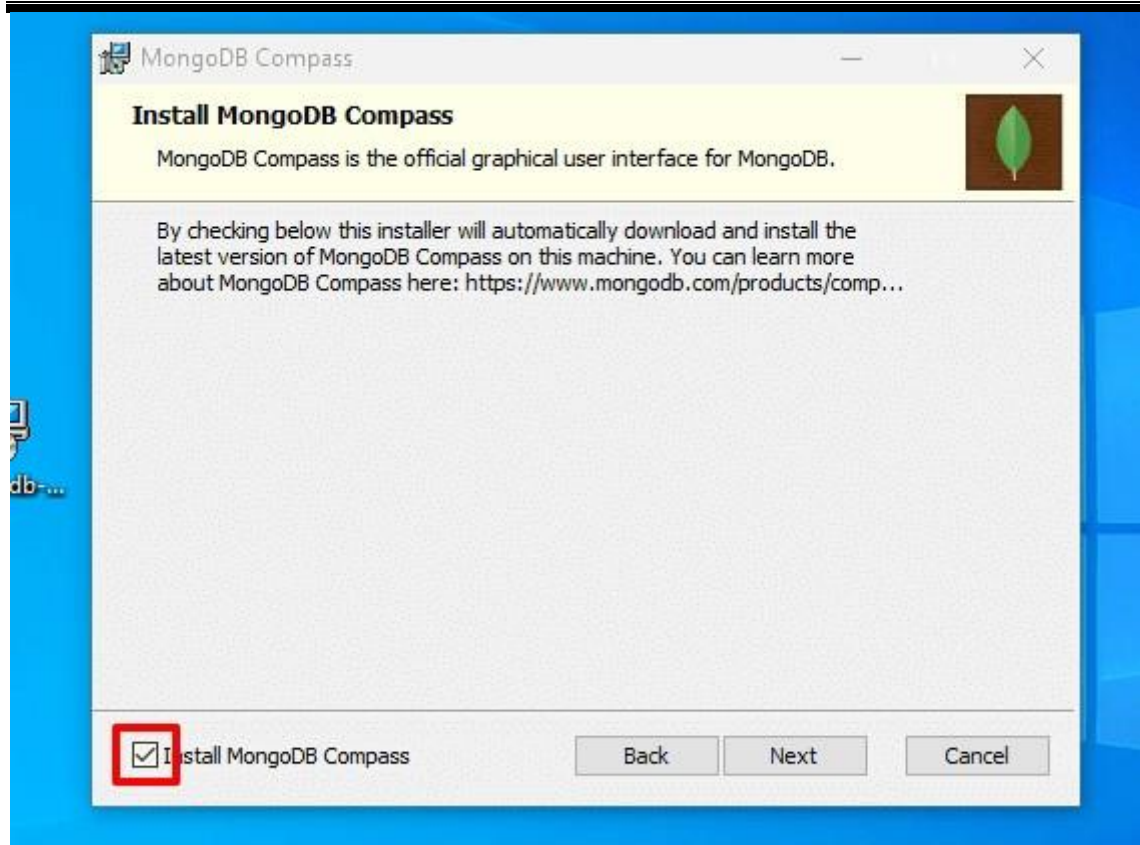 MongoDB Compass
Install MongoDB Compass
MongoDB Compass is the official graphical user interface for MongoDB.
By checking below this installer will automatically download and install the
latest version of MongoDB Compass on this machine. You can learn more
about MongoDB Compass here: https://www.mongodb.com/products/comp...
db-...
Install MongoDB Compass
Back
Next
Cancel